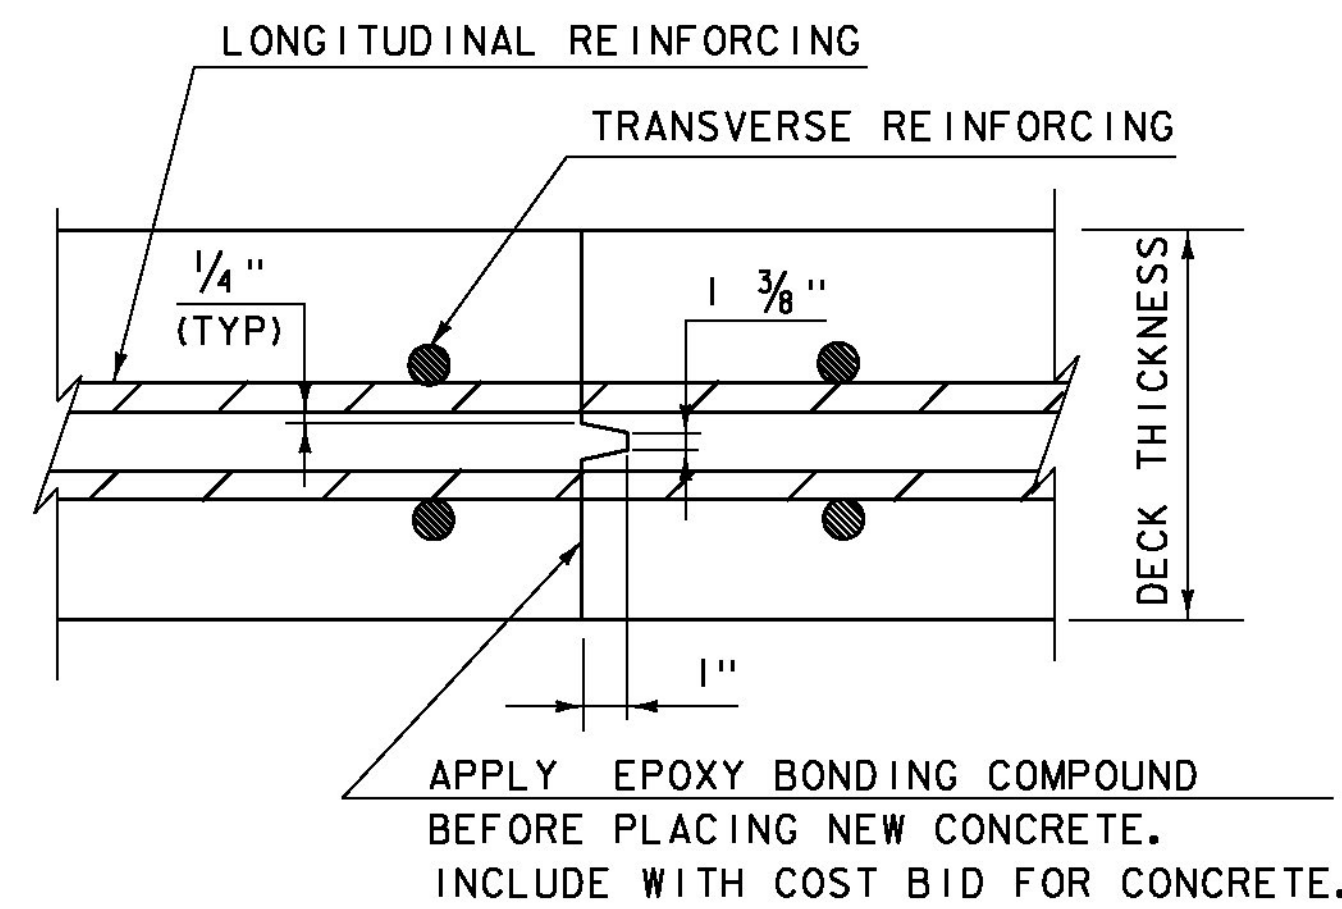 LONGITUDINAL REINFORCING
TRANSVERSE REINFORCING
1/4"
(TYP)
1 3/8"
DECK THICKNESS
1"
APPLY EPOXY BONDING COMPOUND
BEFORE PLACING NEW CONCRETE.
INCLUDE WITH COST BID FOR CONCRETE.